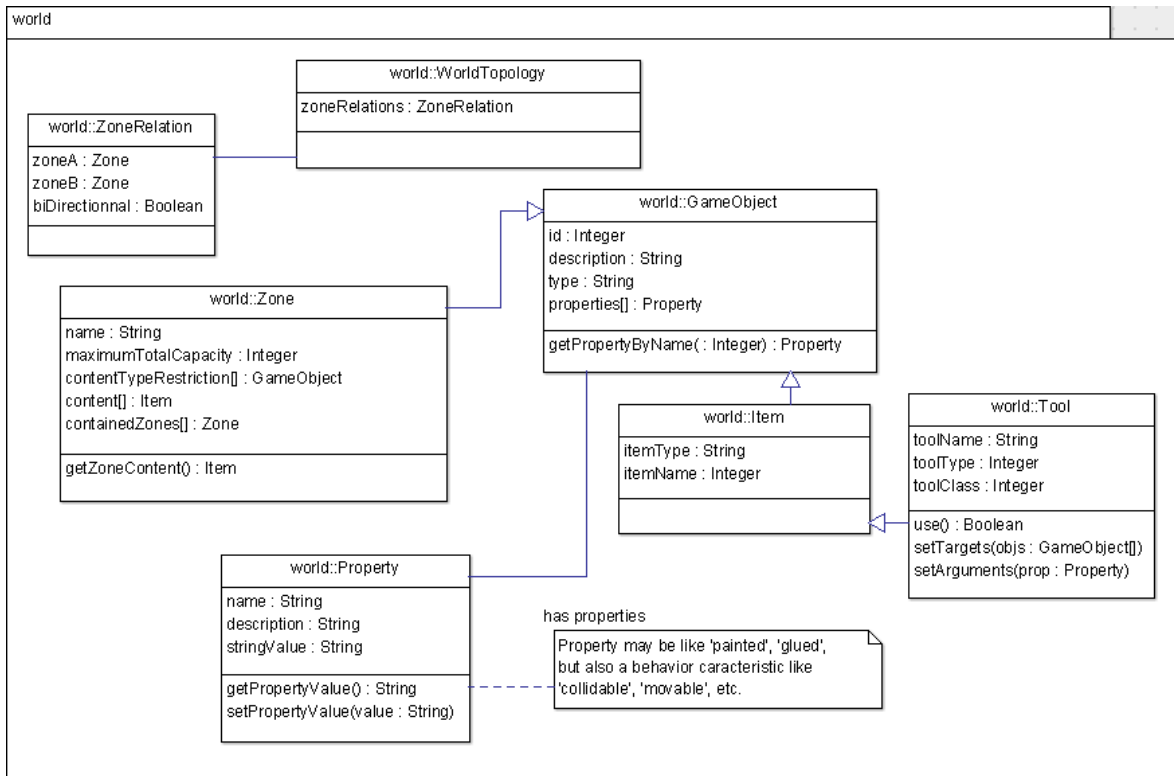 world
world::WorldTopology
zoneRelations : ZoneRelation
world::ZoneRelation
zoneA : Zone
zoneB : Zone
biDirectionnal : Boolean
world::GameObject
id : Integer
description : String
type : String
properties[] : Property
getPropertyByName( : Integer) : Property
world::Zone
name : String
maximumTotalCapacity : Integer
contentTypeRestriction[] : GameObject
content[] : Item
containedZones[] : Zone
getZoneContent() : Item
world::Item
itemType : String
itemName : Integer
world::Tool
toolName : String
toolType : Integer
toolClass : Integer
use() : Boolean
setTargets(objs : GameObject[])
setArguments(prop : Property)
world::Property
name : String
description : String
stringValue : String
getPropertyValue() : String
setPropertyValue(value : String)
has properties
Property may be like 'painted', 'glued',
but also a behavior caracteristic like
'collidable', 'movable', etc.